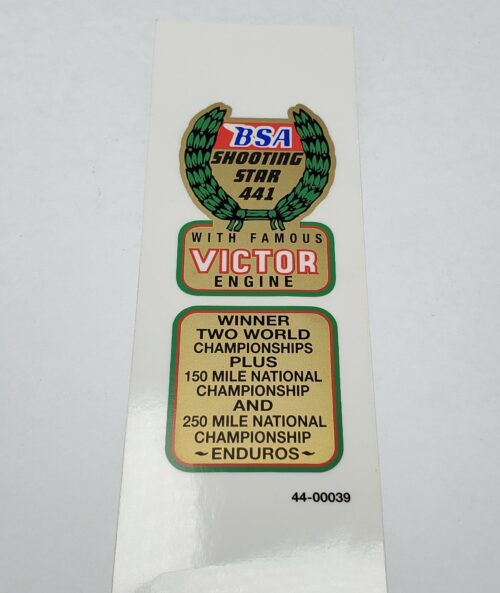 BSA
SHOOTING
STAR
441
WITH FAMOUS
VICTOR
ENGINE
WINNER
TWO WORLD
CHAMPIONSHIPS
PLUS
150 MILE NATIONAL
CHAMPIONSHIP
AND
250 MILE NATIONAL
CHAMPIONSHIP
~ENDUROS~
44-00039